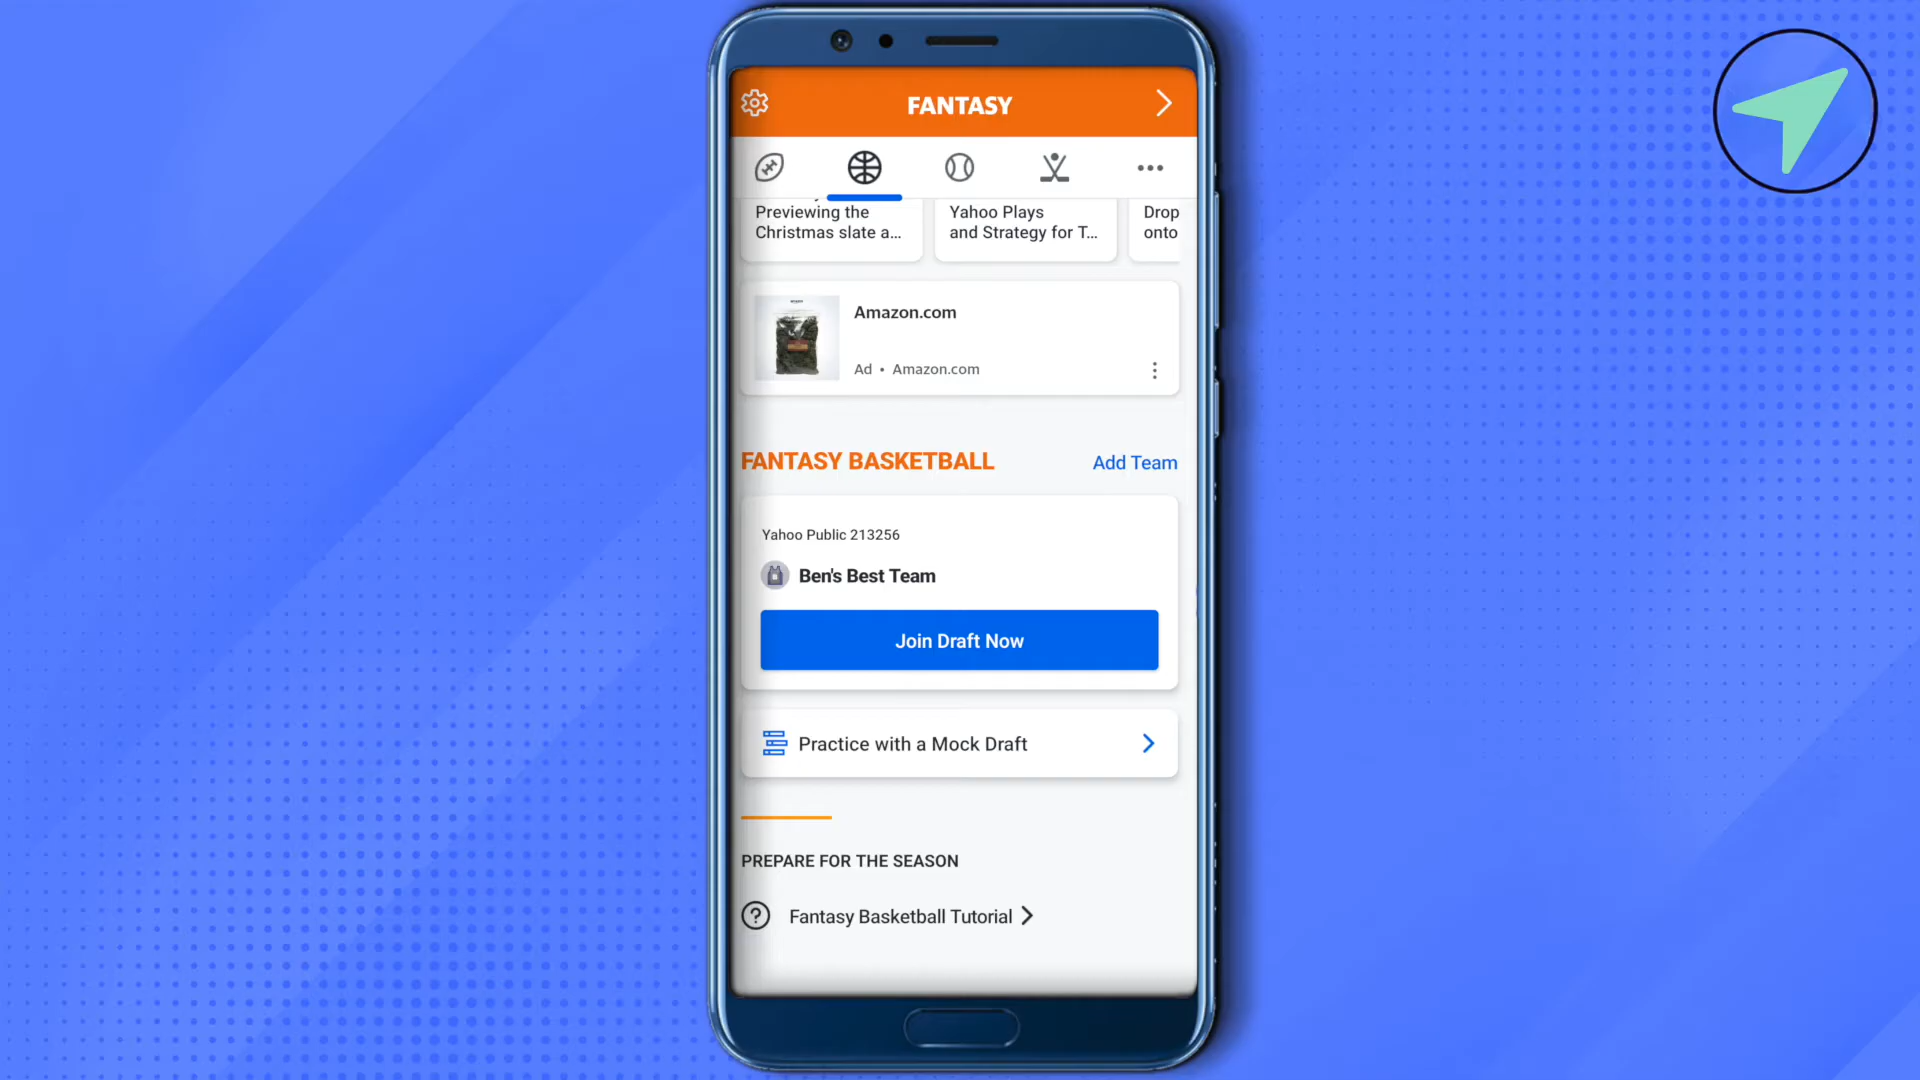 FANTASY
Previewing the
Christmas slate a...
Yahoo Plays
and Strategy for T...
Drop
onto
Amazon.com
Ad • Amazon.com
FANTASY BASKETBALL
Add Team
Yahoo Public 213256
Ben's Best Team
Join Draft Now
Practice with a Mock Draft
PREPARE FOR THE SEASON
Fantasy Basketball Tutorial